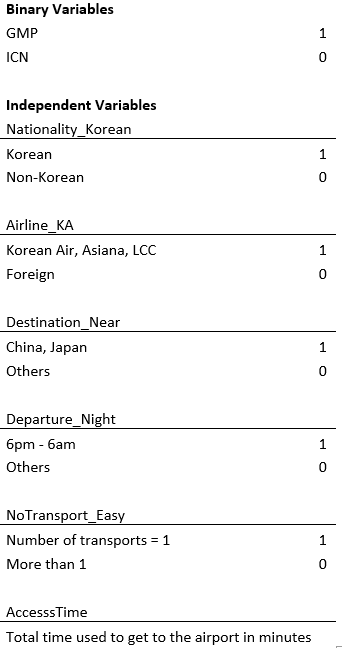 Binary Variables
GMP 1
ICN 0
Independent Variables
Nationality_Korean
Korean 1
Non-Korean 0
Airline_KA
Korean Air, Asiana, LCC 1
Foreign 0
Destination_Near
China, Japan 1
Others 0
Departure_Night
6pm - 6am 1
Others 0
NoTransport_Easy
Number of transports = 1 1
More than 1 0
AccesssTime
Total time used to get to the airport in minutes